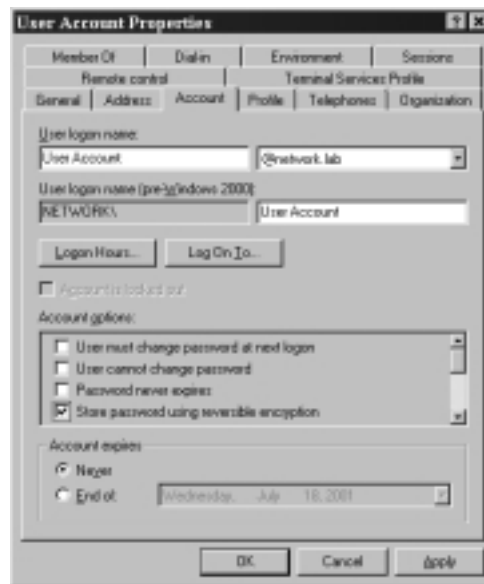 User Account Properties
Member Of Dial-in Environment Sessions
Remote control Terminal Services Profile
General Address Account Profile Telephones Organization
User logon name:
User Account @network.lab
User logon name (pre-Windows 2000):
NETWORK\ User Account
Logon Hours... Log On To...
Account is locked out
Account options:
User must change password at next logon
User cannot change password
Password never expires
Store password using reversible encryption
Account expires
Never
End of: Wednesday, July 18, 2001
OK Cancel Apply